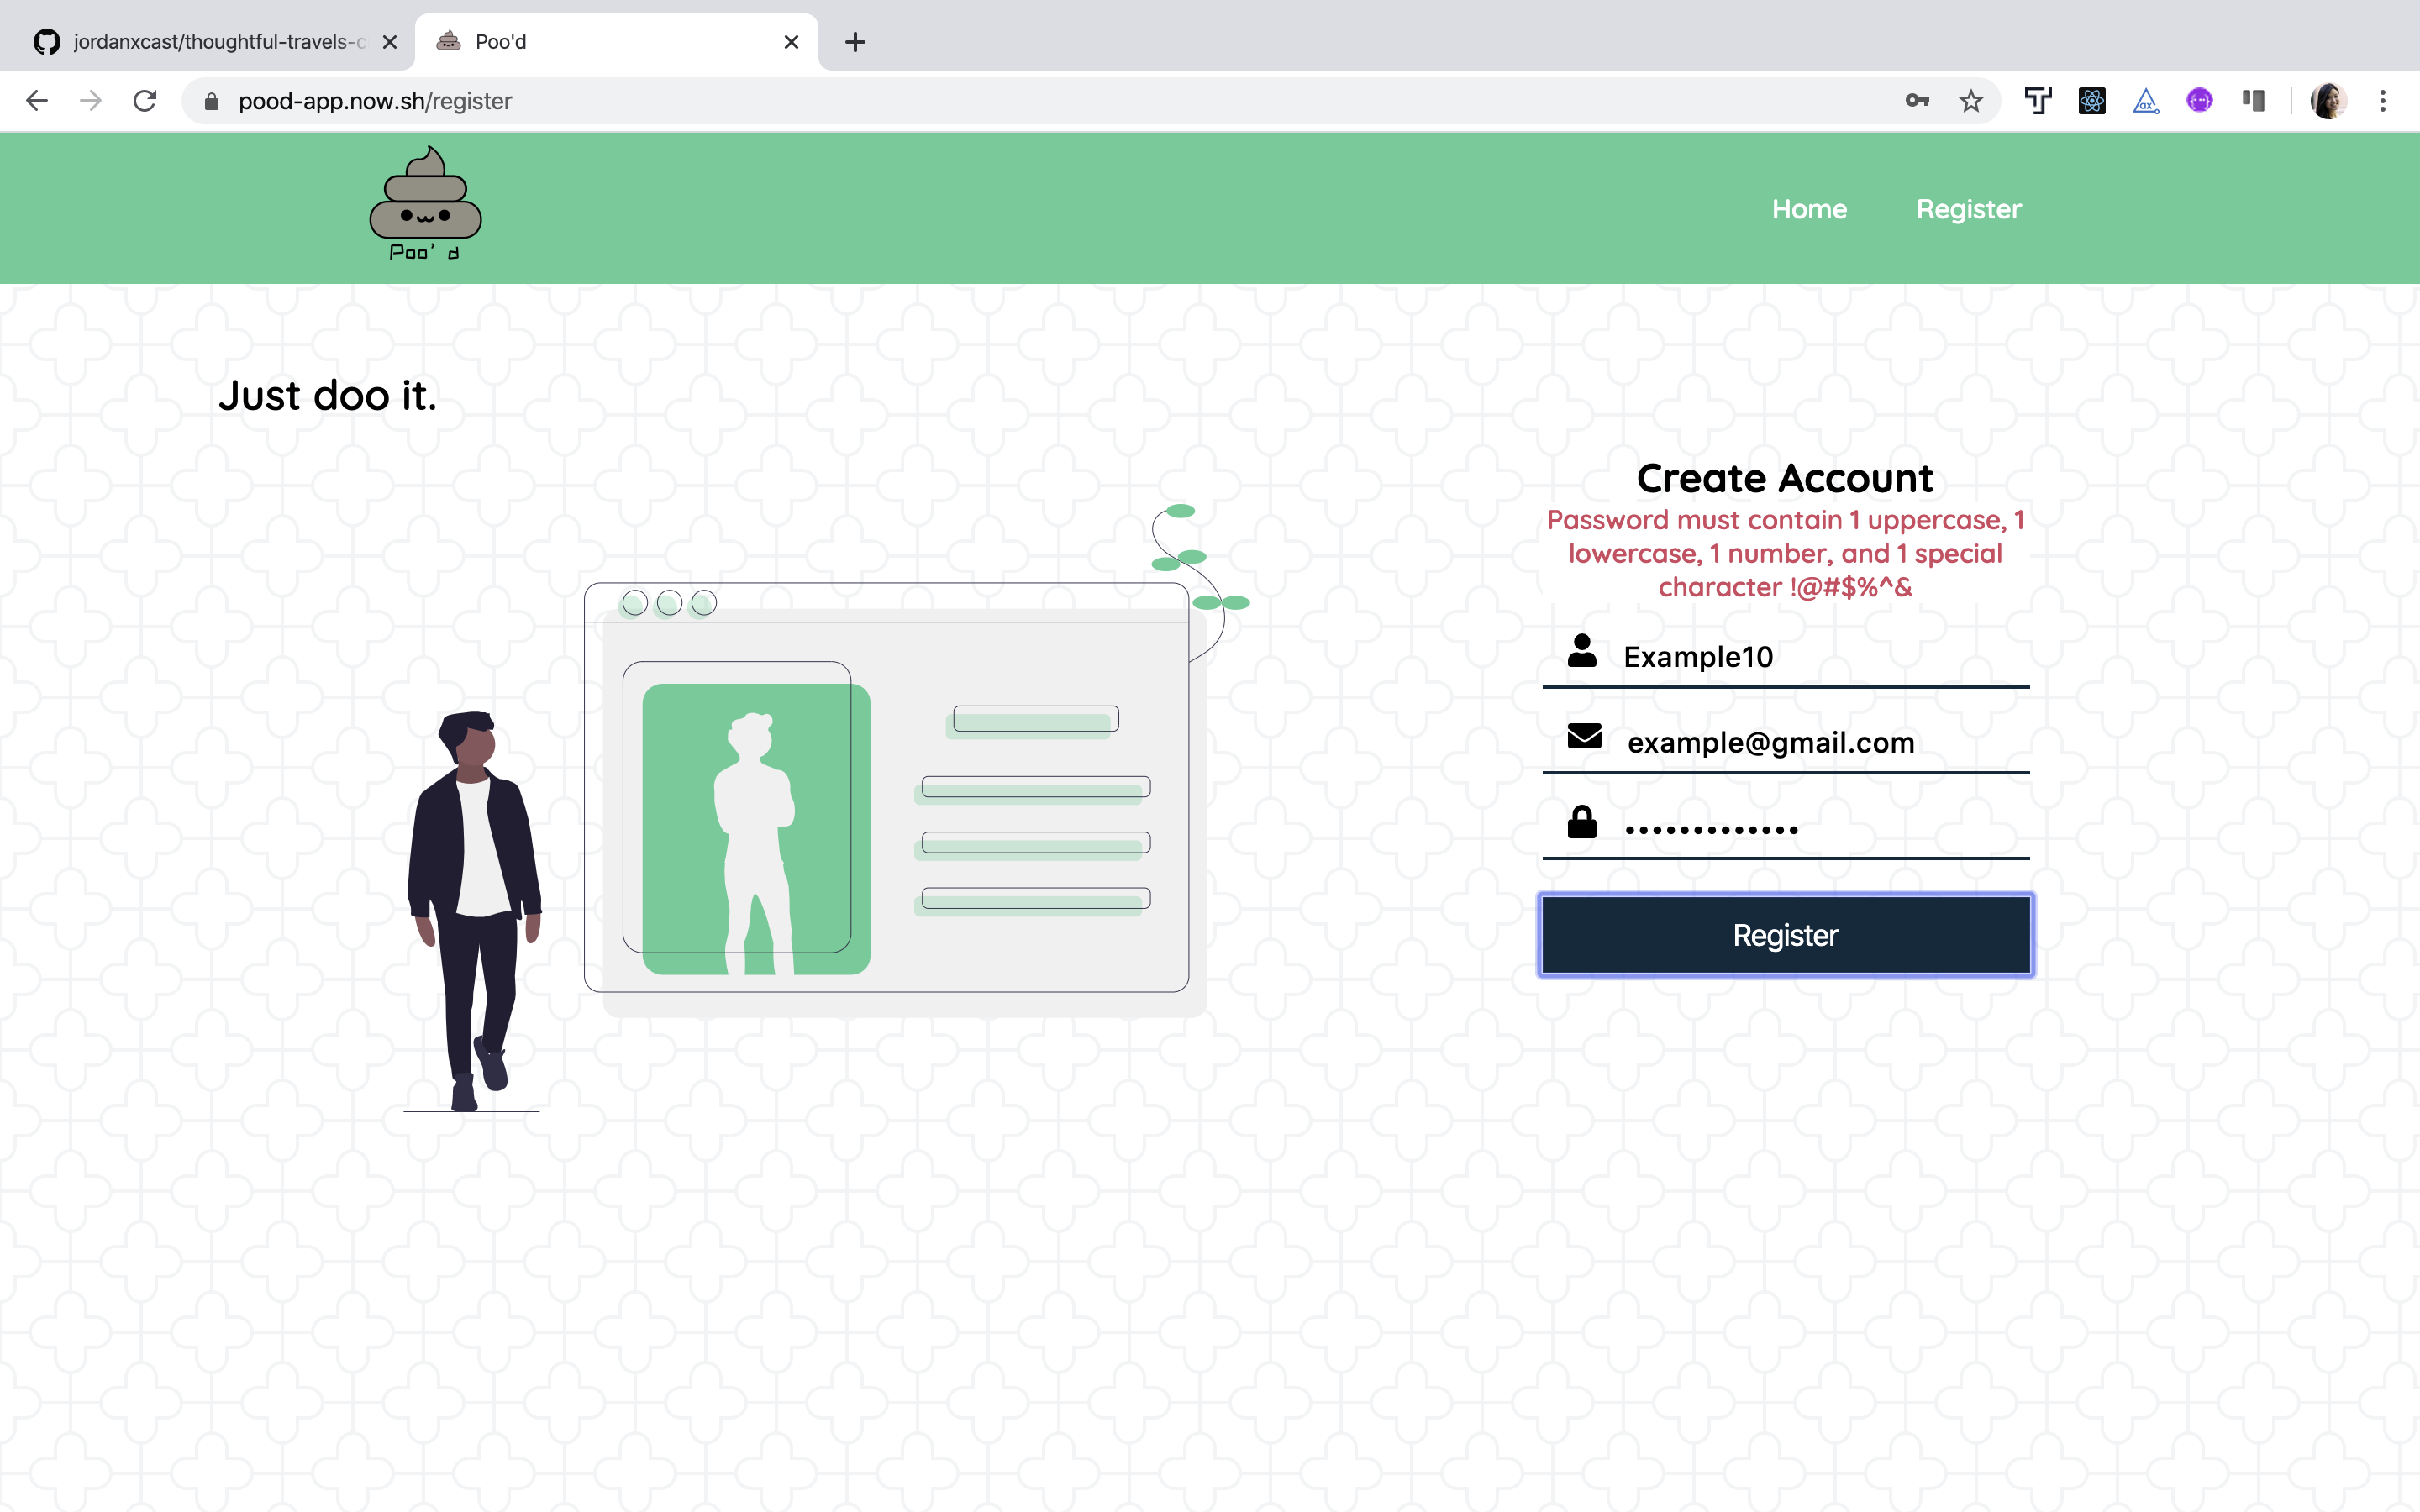 jordanxcast/thoughtful-travels-c
Poo'd
pood-app.now.sh/register
Poo'd
Home
Register
Just doo it.
Create Account
Password must contain 1 uppercase, 1
lowercase, 1 number, and 1 special
character !@#$%^&
Example10
example@gmail.com
Register